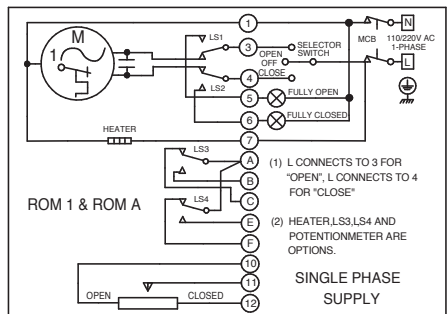 M
1~
LS1
LS2
1
3
4
5
6
7
SELECTOR
SWITCH
OPEN
OFF
CLOSE
FULLY OPEN
FULLY CLOSED
MCB
110/220V AC
1-PHASE
N
L
HEATER
LS3
LS4
A
B
C
E
F
10
11
12
ROM 1 & ROM A
(1) L CONNECTS TO 3 FOR
"OPEN", L CONNECTS TO 4
FOR "CLOSE"
(2) HEATER,LS3,LS4 AND
POTENTIONMETER ARE
OPTIONS.
OPEN
CLOSED
SINGLE PHASE
SUPPLY